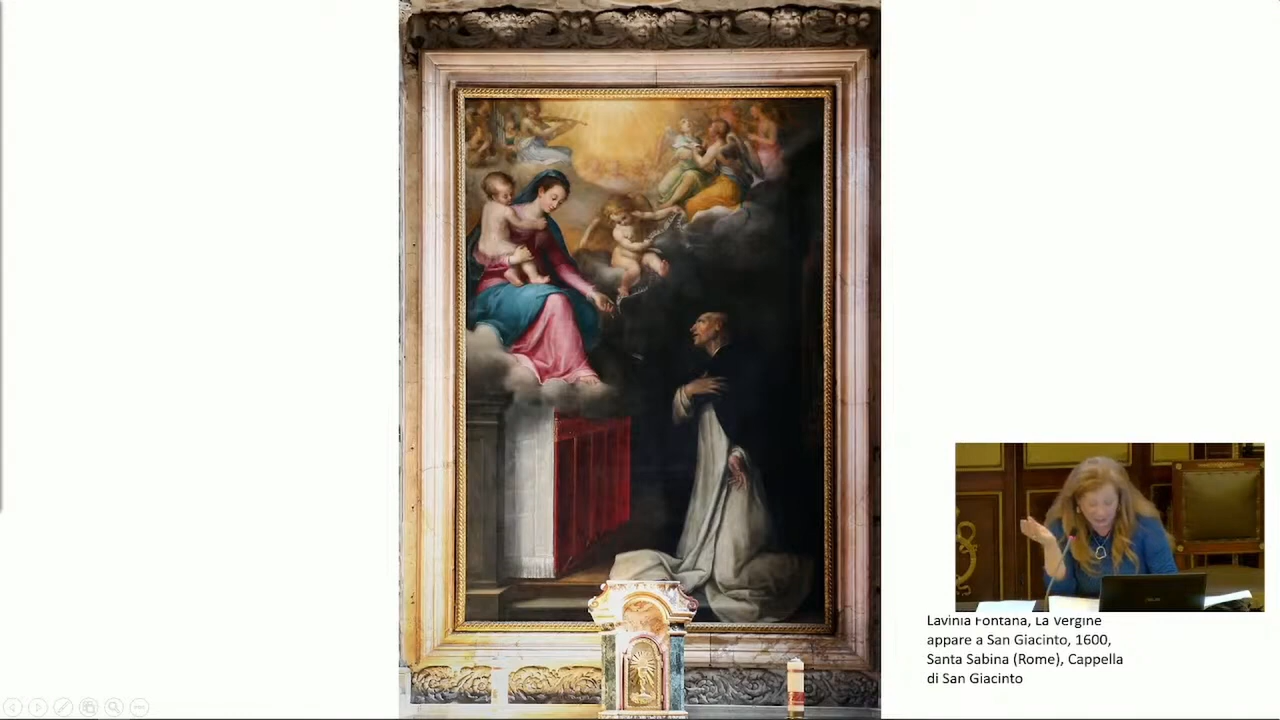 Lavinia Fontana, La Vergine
appare a San Giacinto, 1600,
Santa Sabina (Rome), Cappella
di San Giacinto